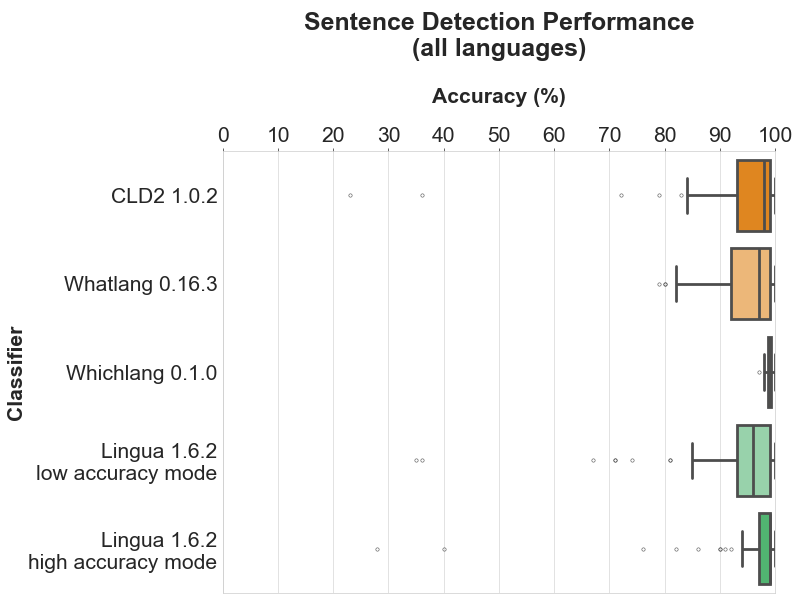 Sentence Detection Performance
(all languages)
Accuracy (%)
0 10 20 30 40 50 60 70 80 90 100
CLD2 1.0.2
Whatlang 0.16.3
Whichlang 0.1.0
Lingua 1.6.2
low accuracy mode
Lingua 1.6.2
high accuracy mode
Classifier